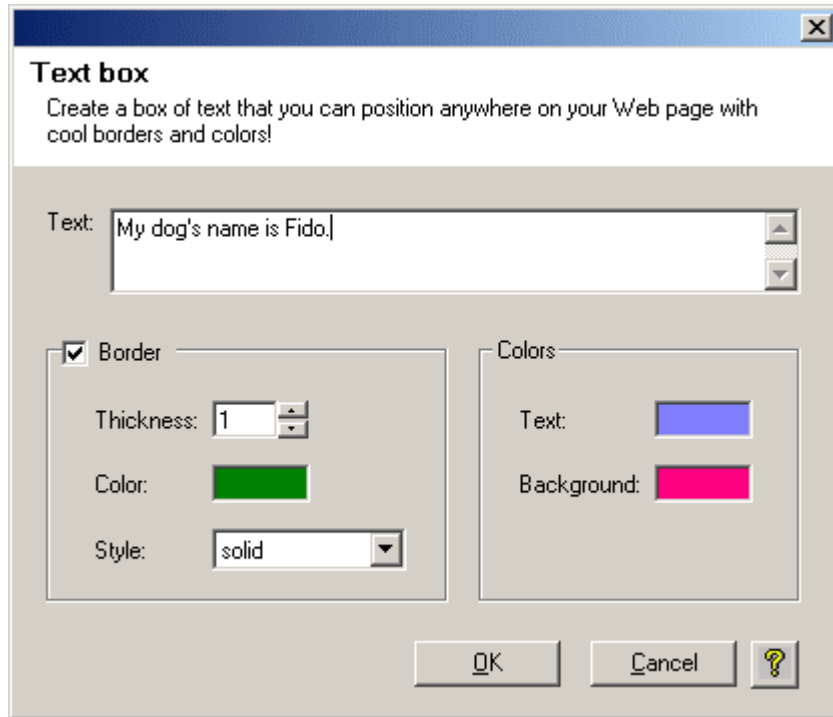 Text box
Create a box of text that you can position anywhere on your Web page with
cool borders and colors!
Text:
My dog's name is Fido.
Border
Thickness: 1
Color:
Style: solid
Colors
Text:
Background:
OK
Cancel
?